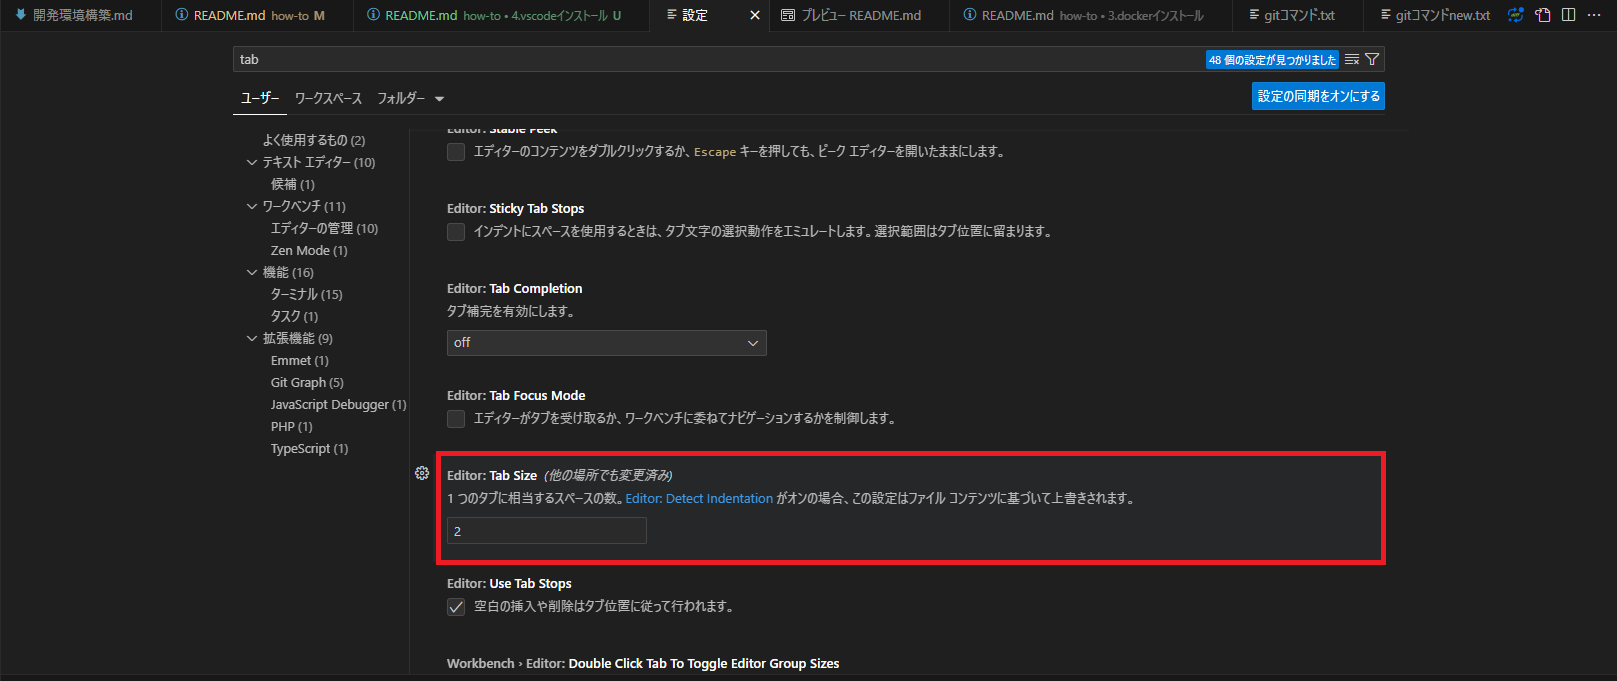 開発環境構築.md
README.md how-to M
README.md how-to • 4.vscodeインストール U
設定
プレビュー README.md
README.md how-to • 3.dockerインストール
gitコマンド.txt
gitコマンドnew.txt
tab
48 個の設定が見つかりました
ユーザー
ワークスペース
フォルダー
設定の同期をオンにする
よく使用するもの (2)
テキスト エディター (10)
候補 (1)
ワークベンチ (11)
エディターの管理 (10)
Zen Mode (1)
機能 (16)
ターミナル (15)
タスク (1)
拡張機能 (9)
Emmet (1)
Git Graph (5)
JavaScript Debugger (1)
PHP (1)
TypeScript (1)
Editor: Stable Peek
エディターのコンテンツをダブルクリックするか、Escape キーを押しても、ピーク エディターを開いたままにします。
Editor: Sticky Tab Stops
インデントにスペースを使用するときは、タブ文字の選択動作をエミュレートします。選択範囲はタブ位置に留まります。
Editor: Tab Completion
タブ補完を有効にします。
off
Editor: Tab Focus Mode
エディターがタブを受け取るか、ワークベンチに委ねてナビゲーションするかを制御します。
Editor: Tab Size (他の場所でも変更済み)
1 つのタブに相当するスペースの数。Editor: Detect Indentation がオンの場合、この設定はファイル コンテンツに基づいて上書きされます。
2
Editor: Use Tab Stops
空白の挿入や削除はタブ位置に従って行われます。
Workbench › Editor: Double Click Tab To Toggle Editor Group Sizes